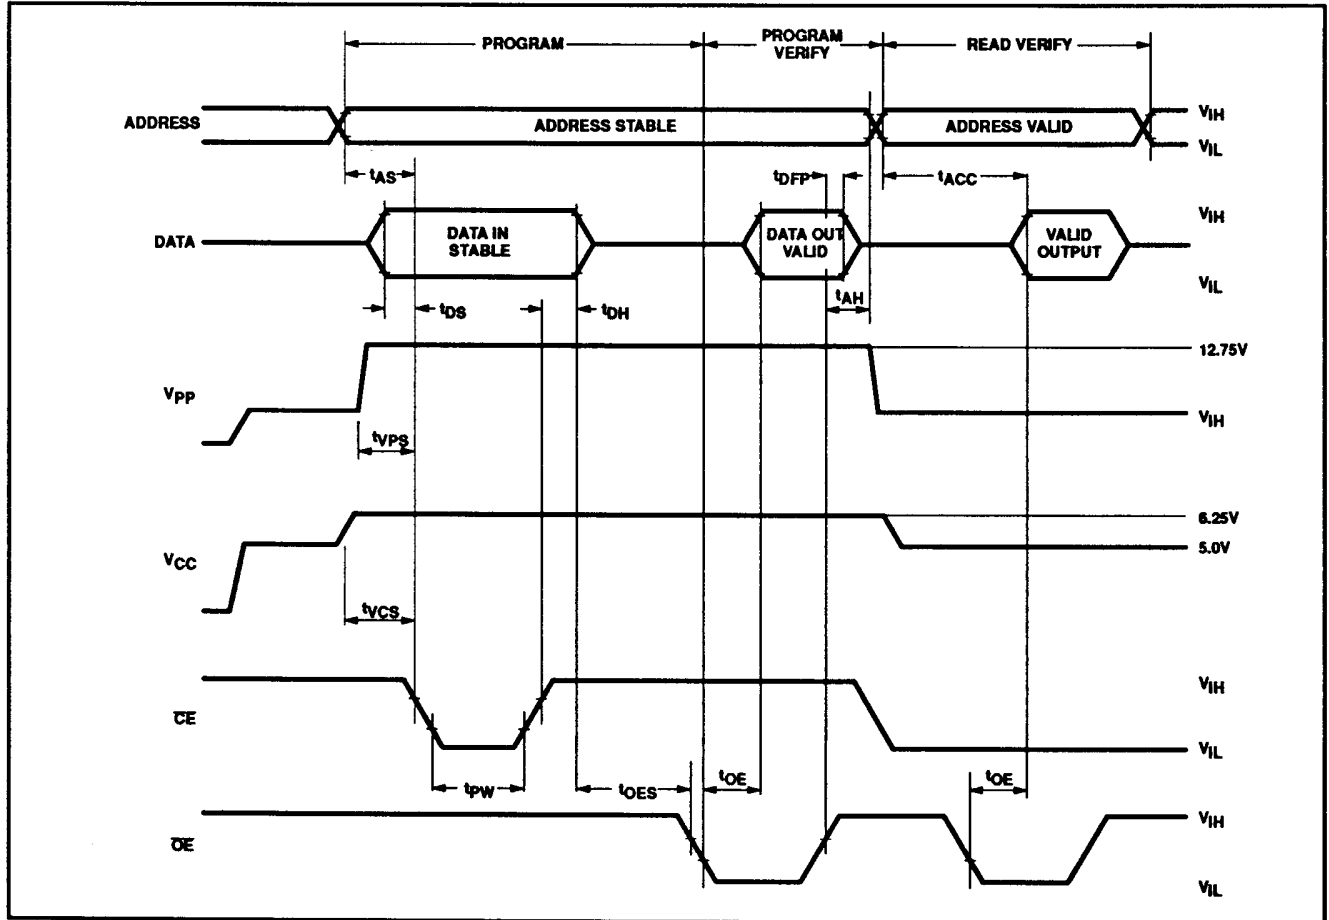 PROGRAM
PROGRAM
VERIFY
READ VERIFY
ADDRESS
ADDRESS STABLE
ADDRESS VALID
VIH
VIL
tAS
tDFP
tACC
DATA
DATA IN
STABLE
DATA OUT
VALID
VALID
OUTPUT
VIH
VIL
tDS
tDH
tAH
12.75V
VPP
VIH
tVPS
6.25V
5.0V
VCC
tVCS
VIH
C̅E̅
VIL
tPW
tOES
tOE
tOE
VIH
O̅E̅
VIL